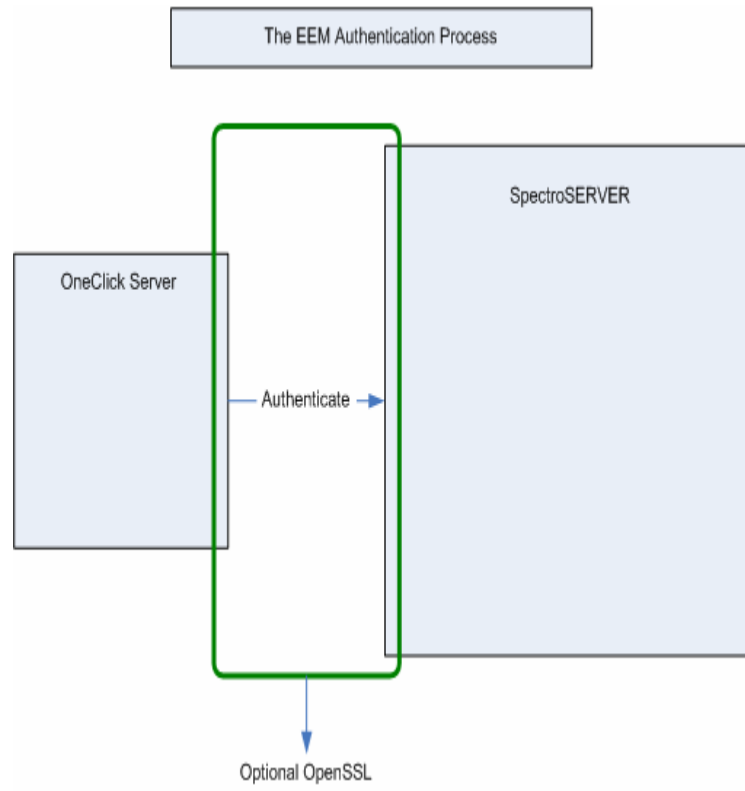 The EEM Authentication Process
SpectroSERVER
OneClick Server
Authenticate
Optional OpenSSL